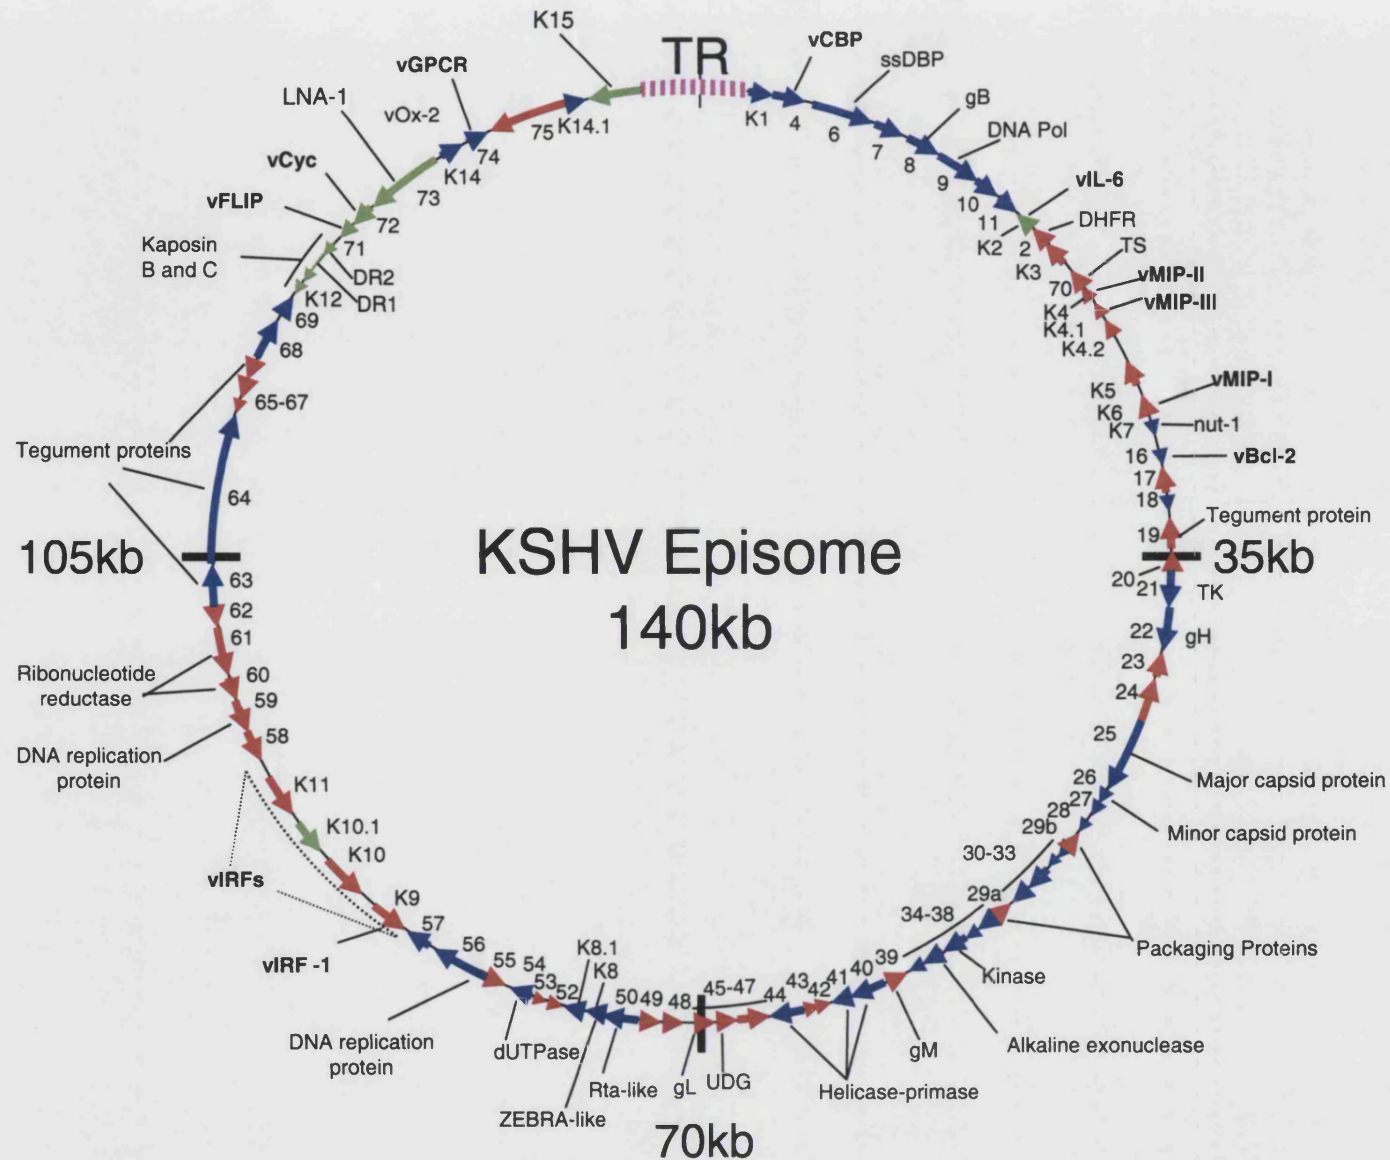 TR
K15
vCBP
ssDBP
vGPCR
gB
LNA-1
vOx-2
DNA Pol
K1
4
6
7
8
9
10
11
75
K14.1
74
K14
73
vCyc
vIL-6
72
vFLIP
71
K2
2
DHFR
Kaposin
B and C
DR2
DR1
K12
K3
TS
70
vMIP-II
K4
vMIP-III
K4.1
K4.2
69
68
65-67
K5
vMIP-I
K6
K7
nut-1
Tegument proteins
16
vBcl-2
17
18
64
19
Tegument protein
KSHV Episome
140kb
105kb
35kb
63
20
21
TK
62
61
22
gH
23
Ribonucleotide
reductase
60
59
24
58
25
DNA replication
protein
26
Major capsid protein
K11
27
28
29b
Minor capsid protein
K10.1
K10
30-33
vIRFs
29a
K9
34-38
57
Packaging Proteins
56
K8.1
vIRF -1
55
54
53
52
K8
50
49
48
45-47
44
43
42
41
40
39
Kinase
DNA replication
protein
dUTPase
gM
Alkaline exonuclease
Rta-like
gL
UDG
Helicase-primase
ZEBRA-like
70kb